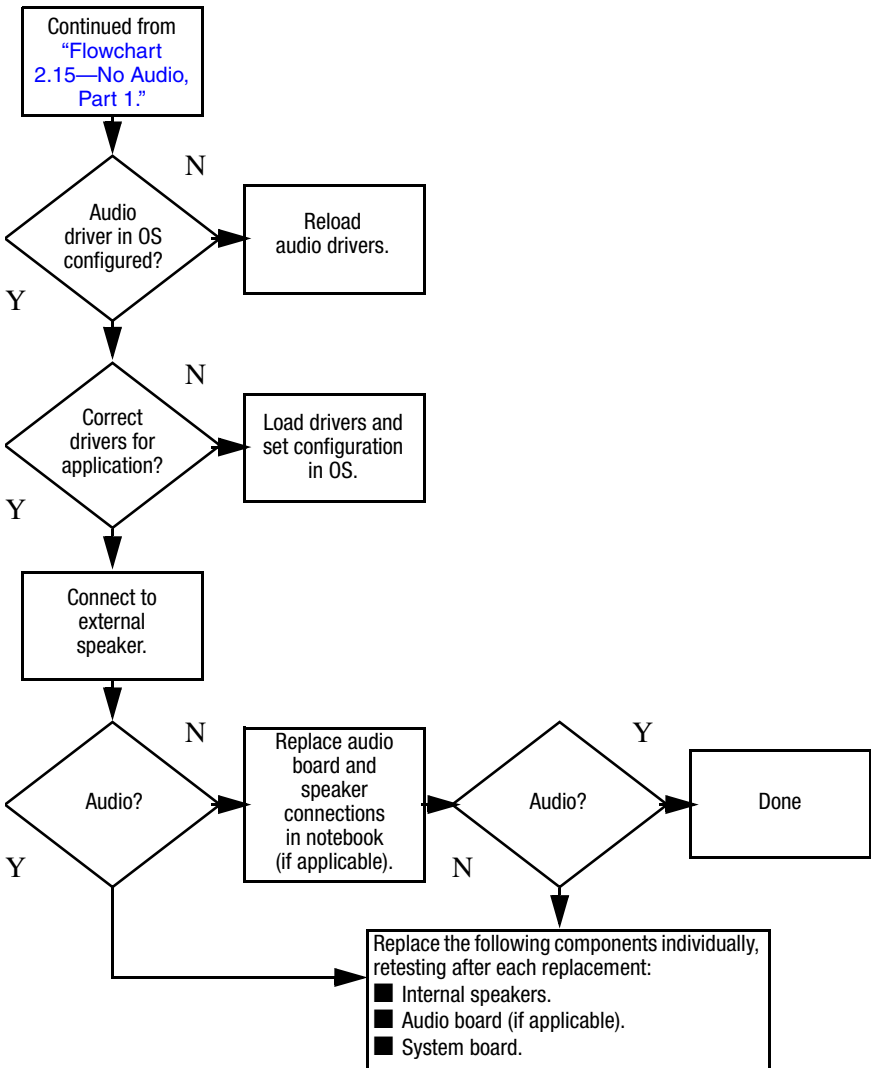 Continued from
“Flowchart
2.15—No Audio,
Part 1.”
N
Audio
driver in OS
configured?
Reload
audio drivers.
Y
N
Correct
drivers for
application?
Load drivers and
set configuration
in OS.
Y
Connect to
external
speaker.
N
Audio?
Replace audio
board and
speaker
connections
in notebook
(if applicable).
Y
Audio?
Done
Y
N
Replace the following components individually,
retesting after each replacement:
■ Internal speakers.
■ Audio board (if applicable).
■ System board.